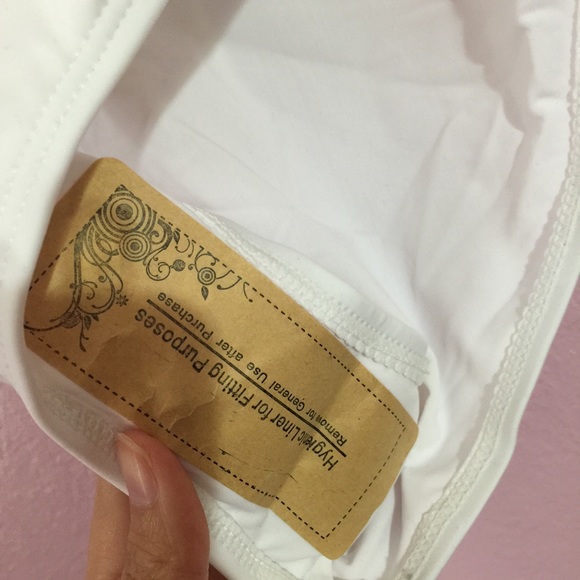 Hygienic Liner for Fitting Purposes
Remove for General Use after Purchase